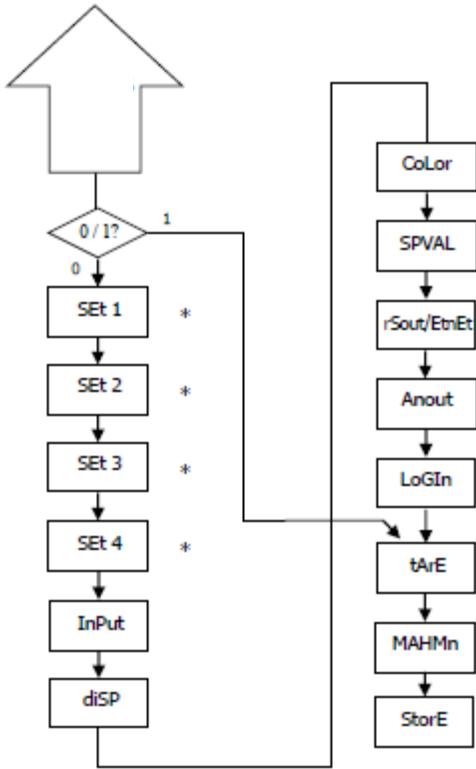 0 / 1?
1
0
SEt 1
*
SEt 2
*
SEt 3
*
SEt 4
*
InPut
diSP
CoLor
SPVAL
rSout/EtnEt
Anout
LoGIn
tArE
MAHMn
StorE